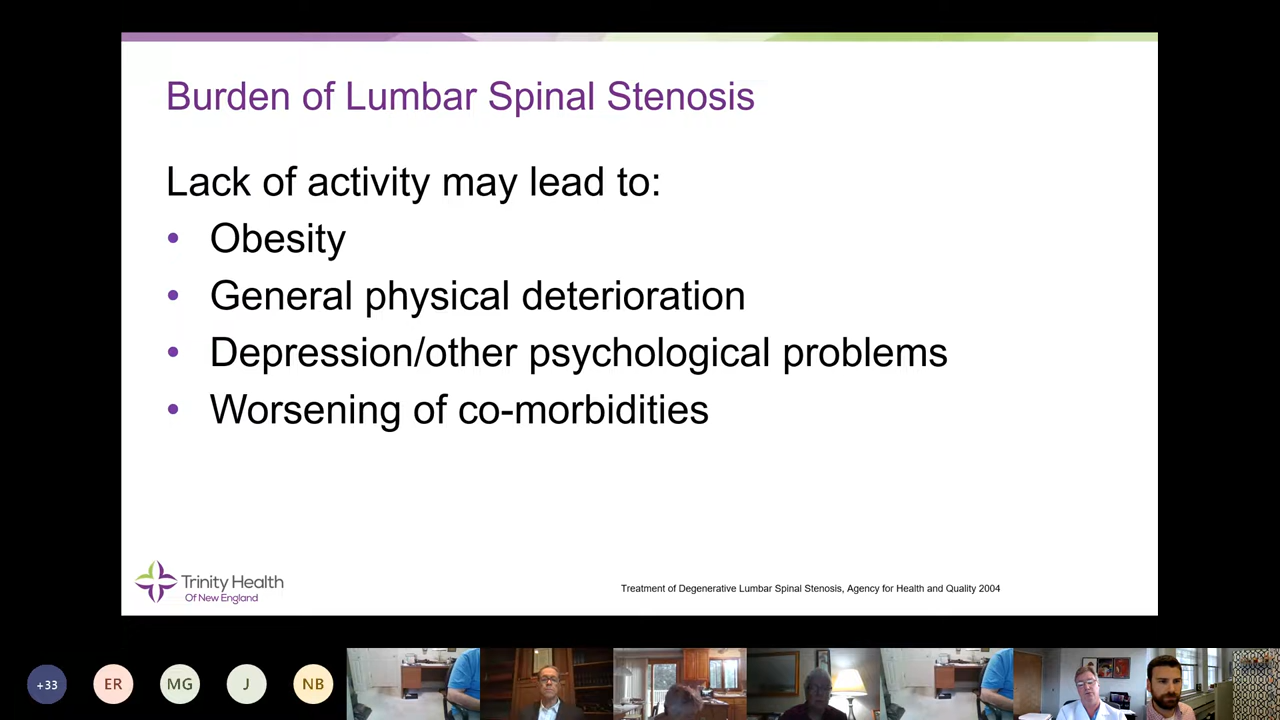 Burden of Lumbar Spinal Stenosis
Lack of activity may lead to:
• Obesity
• General physical deterioration
• Depression/other psychological problems
• Worsening of co-morbidities
Trinity Health
Of New England
Treatment of Degenerative Lumbar Spinal Stenosis, Agency for Health and Quality 2004
+33
ER
MG
J
NB